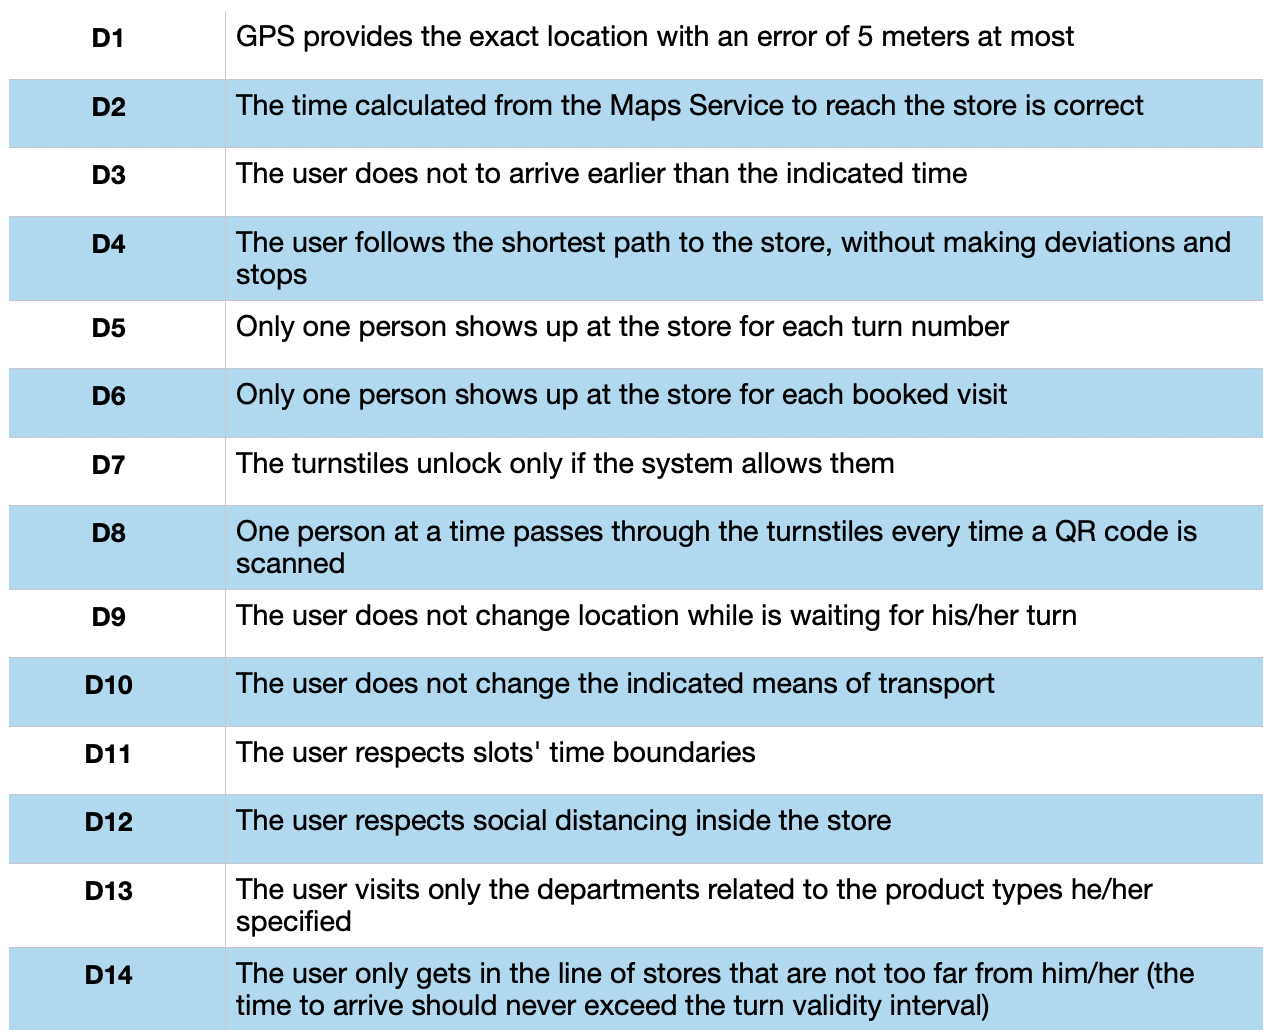 D1 GPS provides the exact location with an error of 5 meters at most
D2 The time calculated from the Maps Service to reach the store is correct
D3 The user does not to arrive earlier than the indicated time
D4 The user follows the shortest path to the store, without making deviations and
stops
D5 Only one person shows up at the store for each turn number
D6 Only one person shows up at the store for each booked visit
D7 The turnstiles unlock only if the system allows them
D8 One person at a time passes through the turnstiles every time a QR code is
scanned
D9 The user does not change location while is waiting for his/her turn
D10 The user does not change the indicated means of transport
D11 The user respects slots' time boundaries
D12 The user respects social distancing inside the store
D13 The user visits only the departments related to the product types he/her
specified
D14 The user only gets in the line of stores that are not too far from him/her (the
time to arrive should never exceed the turn validity interval)